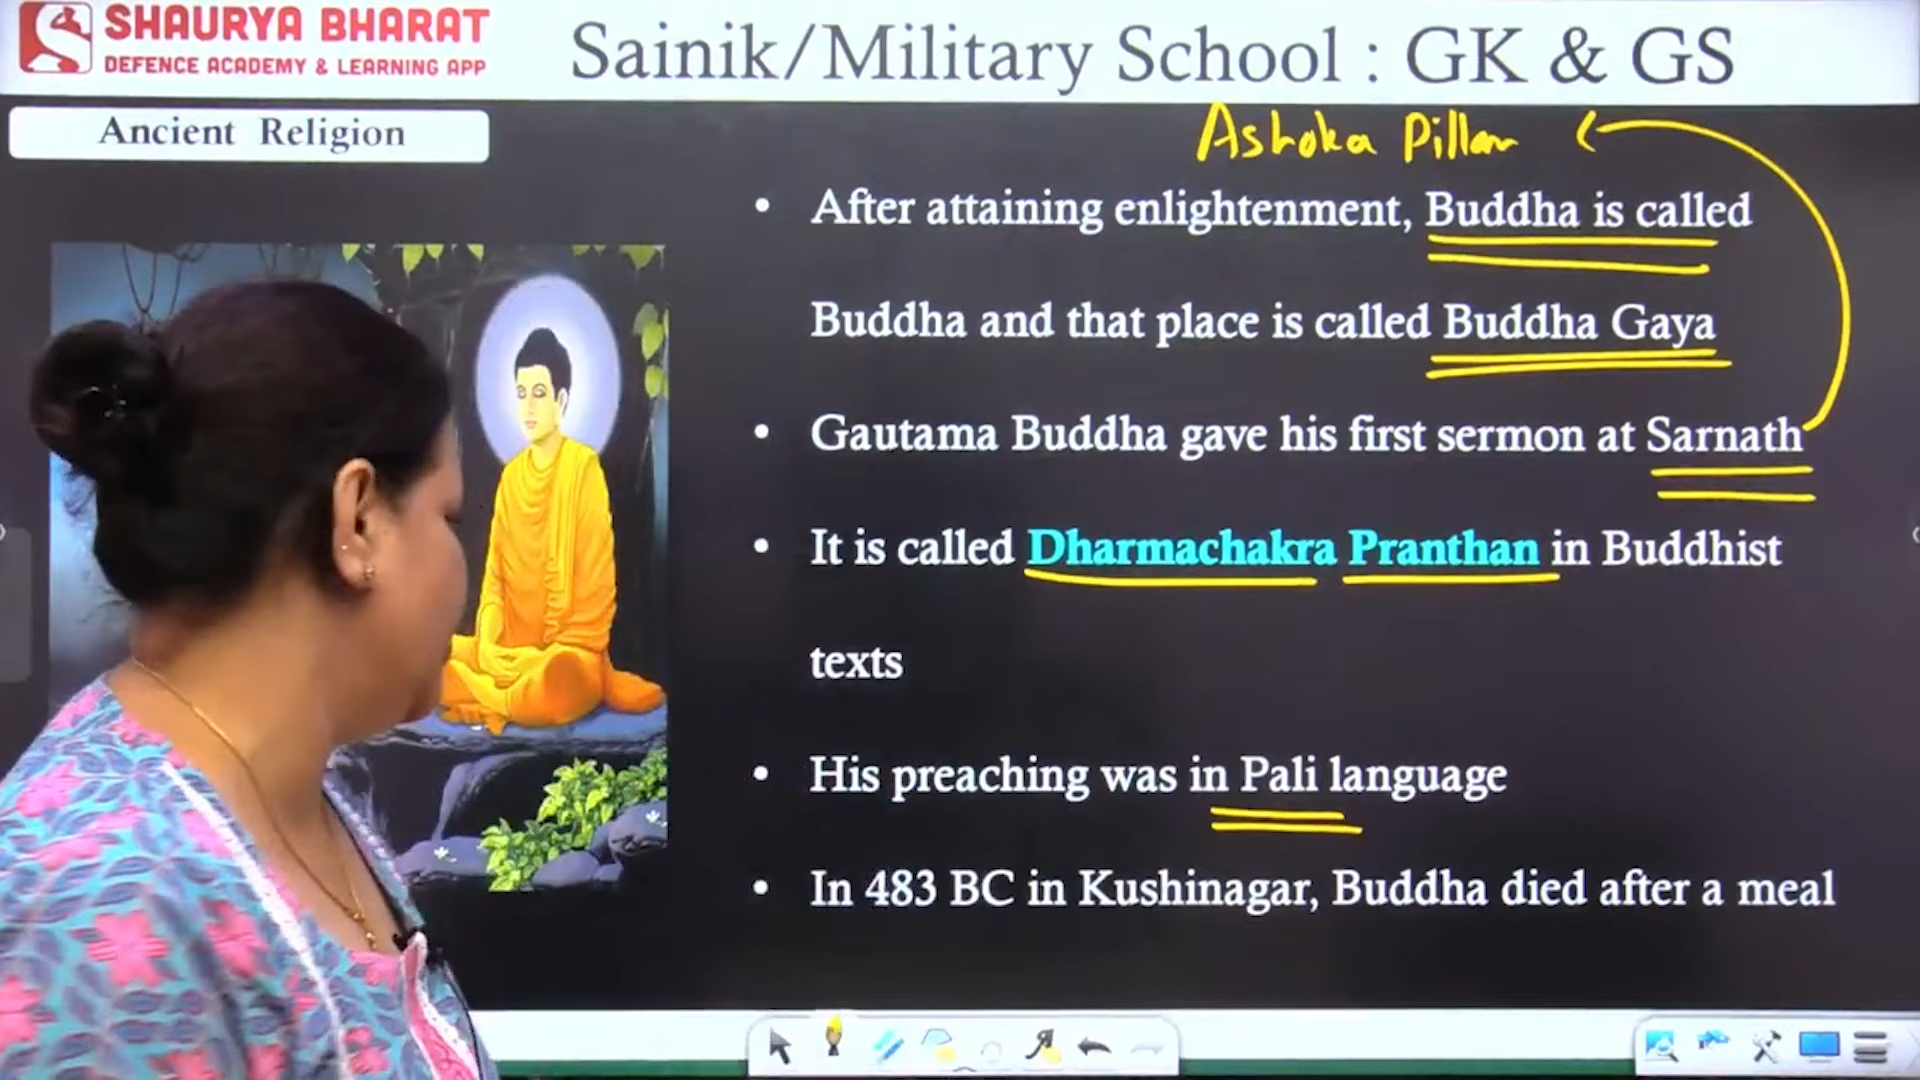 SHAURYA BHARAT
DEFENCE ACADEMY & LEARNING APP
Sainik/Military School : GK & GS
Ancient Religion
Ashoka Pillar
• After attaining enlightenment, Buddha is called
Buddha and that place is called Buddha Gaya
• Gautama Buddha gave his first sermon at Sarnath
• It is called Dharmachakra Pranthan in Buddhist
texts
• His preaching was in Pali language
• In 483 BC in Kushinagar, Buddha died after a meal